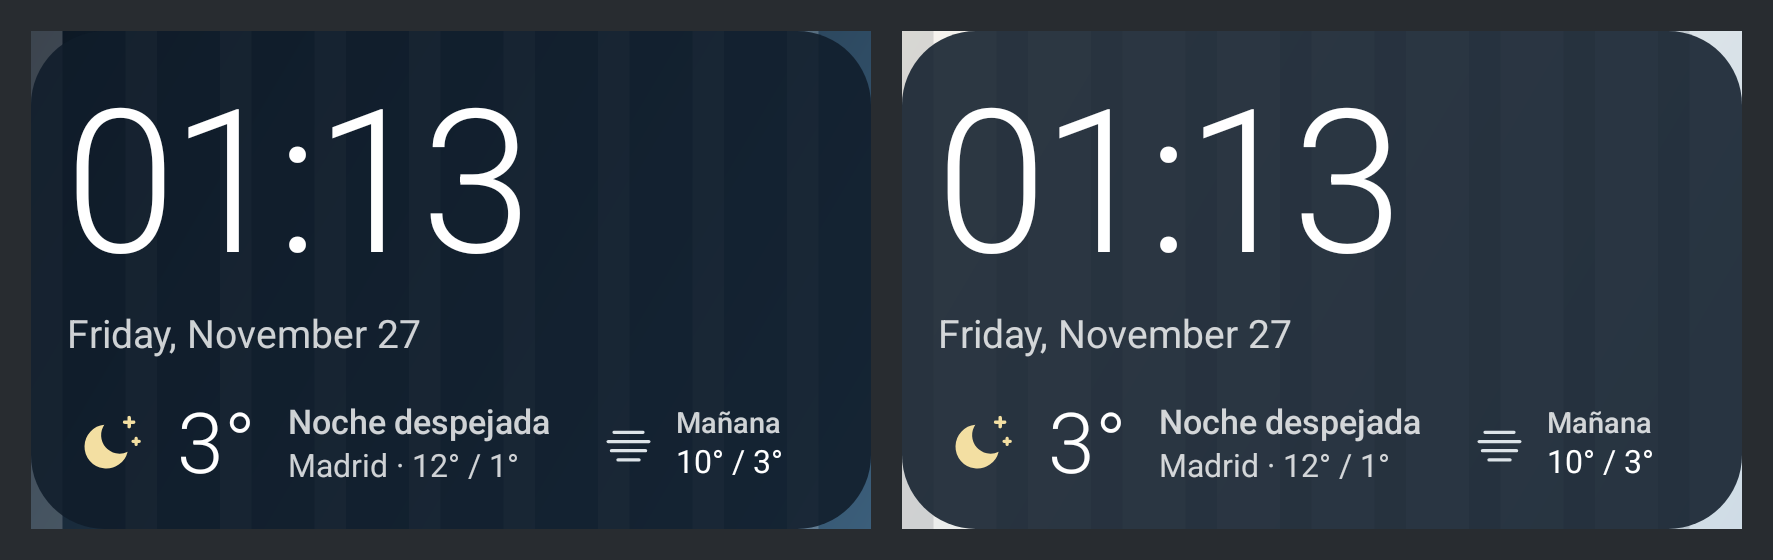 01:13
Friday, November 27
3°
Noche despejada
Madrid · 12° / 1°
Mañana
10° / 3°
01:13
Friday, November 27
3°
Noche despejada
Madrid · 12° / 1°
Mañana
10° / 3°